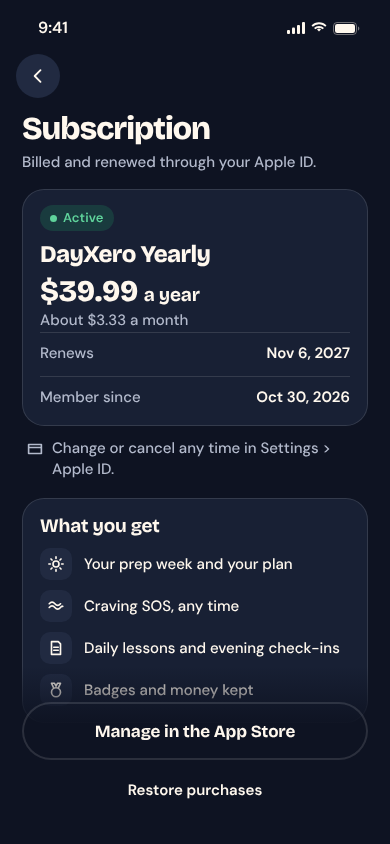 9:41
Subscription
Billed and renewed through your Apple ID.
Active
DayXero Yearly
$39.99 a year
About $3.33 a month
Renews
Nov 6, 2027
Member since
Oct 30, 2026
Change or cancel any time in Settings >
Apple ID.
What you get
Your prep week and your plan
Craving SOS, any time
Daily lessons and evening check-ins
Badges and money kept
Manage in the App Store
Restore purchases